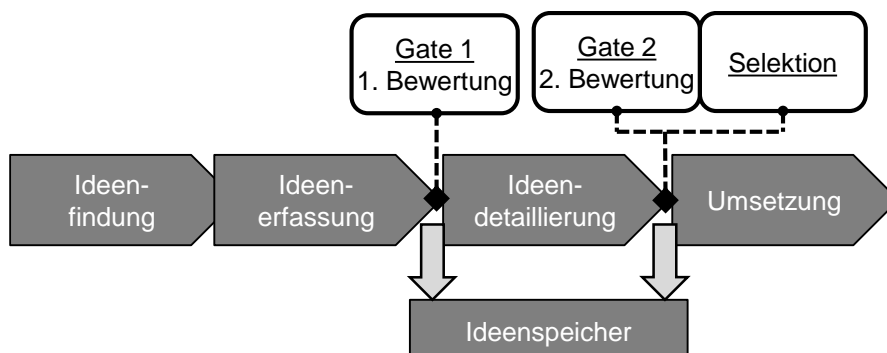 Gate 1
1. Bewertung
Gate 2
2. Bewertung
Selektion
Ideen-
findung
Ideen-
erfassung
Ideen-
detaillierung
Umsetzung
Ideenspeicher